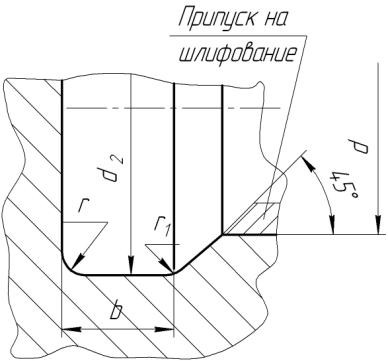 Припуск на
шлифование
d₂
r
r₁
d
45°
b